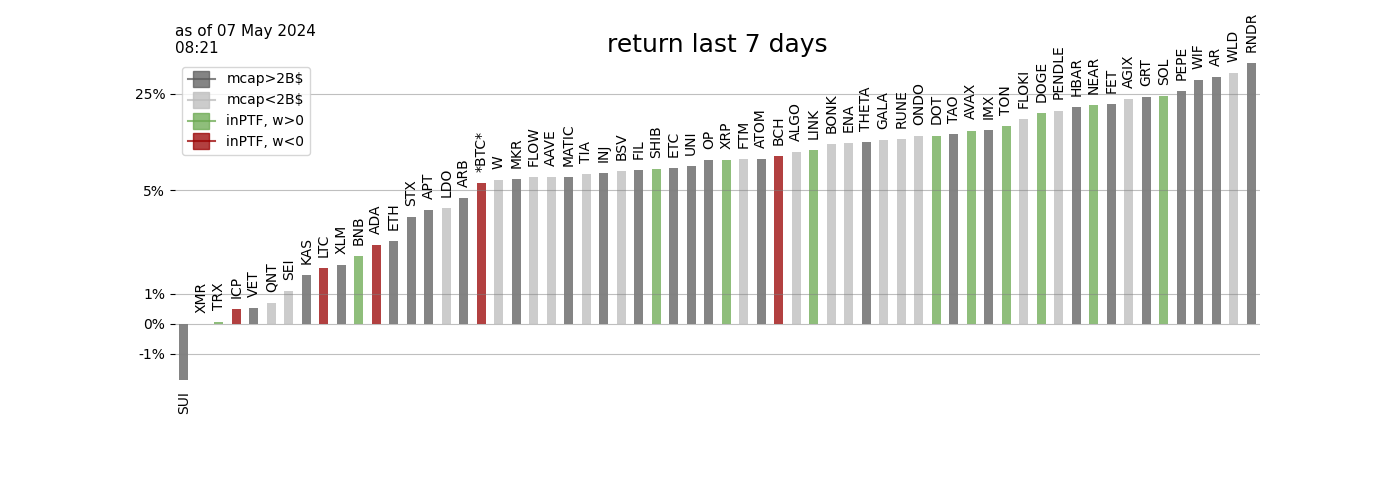 as of 07 May 2024
08:21
return last 7 days
mcap>2B$
mcap<2B$
inPTF, w>0
inPTF, w<0
25%
5%
1%
0%
-1%
SUI
XMR
TRX
ICP
VET
QNT
SEI
KAS
LTC
XLM
BNB
ADA
ETH
STX
APT
LDO
ARB
*BTC*
W
MKR
FLOW
AAVE
MATIC
TIA
INJ
BSV
FIL
SHIB
ETC
UNI
OP
XRP
FTM
ATOM
BCH
ALGO
LINK
BONK
ENA
THETA
GALA
RUNE
ONDO
DOT
TAO
AVAX
IMX
TON
FLOKI
DOGE
PENDLE
HBAR
NEAR
FET
AGIX
GRT
SOL
PEPE
WIF
AR
WLD
RNDR